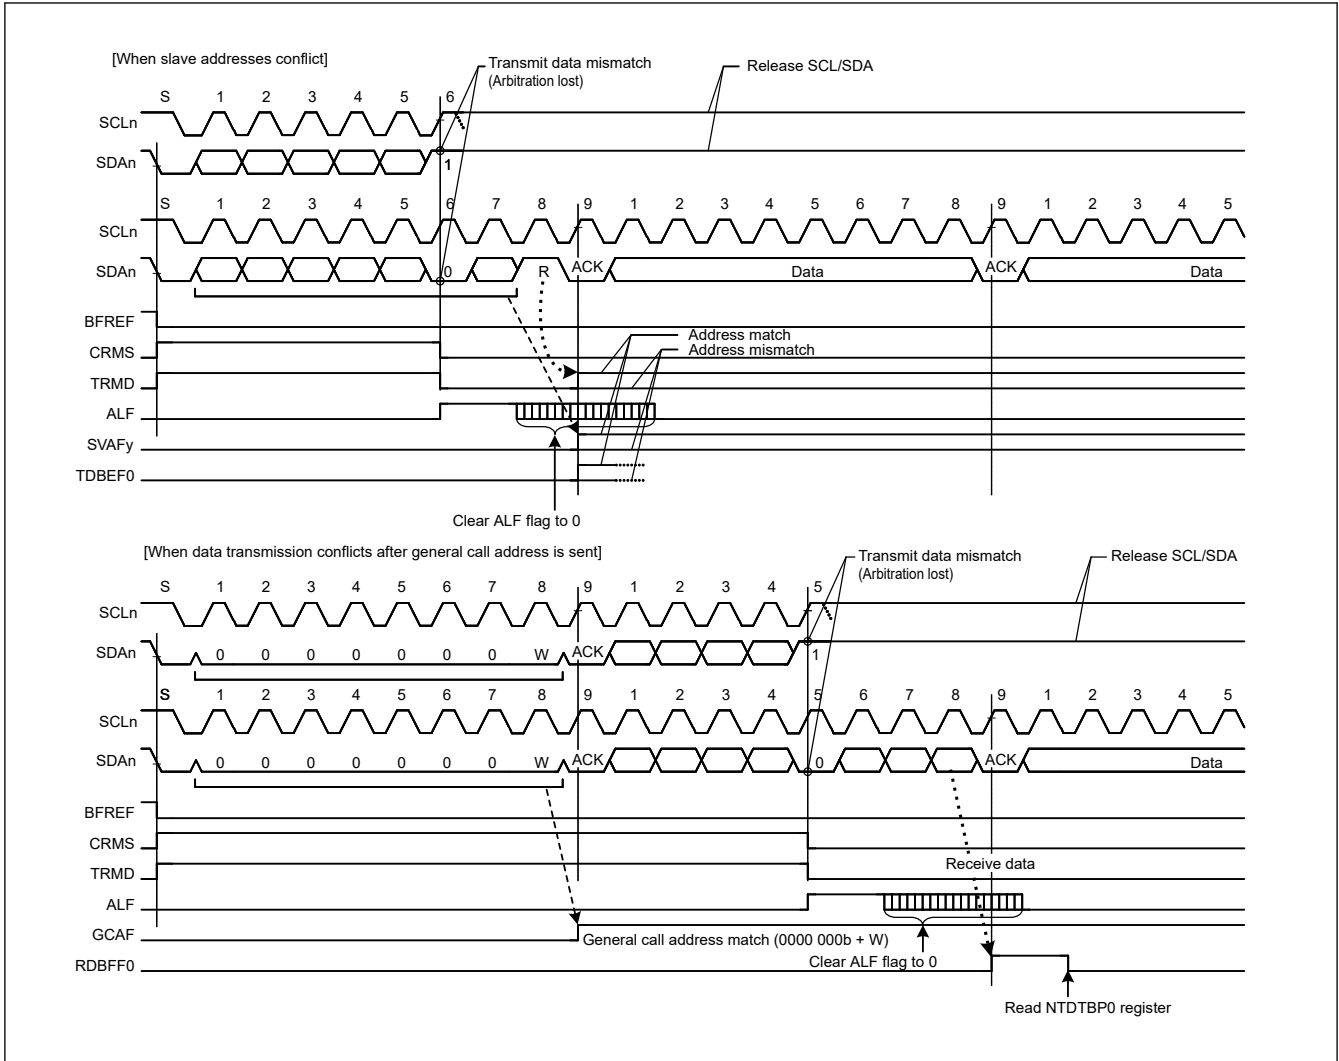 [When slave addresses conflict]
Transmit data mismatch
(Arbitration lost)
Release SCL/SDA
S 1 2 3 4 5 6
SCLn
SDAn
1
S 1 2 3 4 5 6 7 8 9 1 2 3 4 5 6 7 8 9 1 2 3 4 5
SCLn
SDAn 0 R ACK Data ACK Data
BFREF
Address match
CRMS
Address mismatch
TRMD
ALF
SVAFy
TDBEF0
Clear ALF flag to 0
[When data transmission conflicts after general call address is sent]
Transmit data mismatch
(Arbitration lost)
Release SCL/SDA
S 1 2 3 4 5 6 7 8 9 1 2 3 4 5
SCLn
SDAn 0 0 0 0 0 0 0 W ACK 1
S 1 2 3 4 5 6 7 8 9 1 2 3 4 5 6 7 8 9 1 2 3 4 5
SCLn
SDAn 0 0 0 0 0 0 0 W ACK 0 ACK Data
BFREF
CRMS
Receive data
TRMD
ALF
GCAF
General call address match (0000 000b + W)
Clear ALF flag to 0
RDBFF0
Read NTDTBP0 register